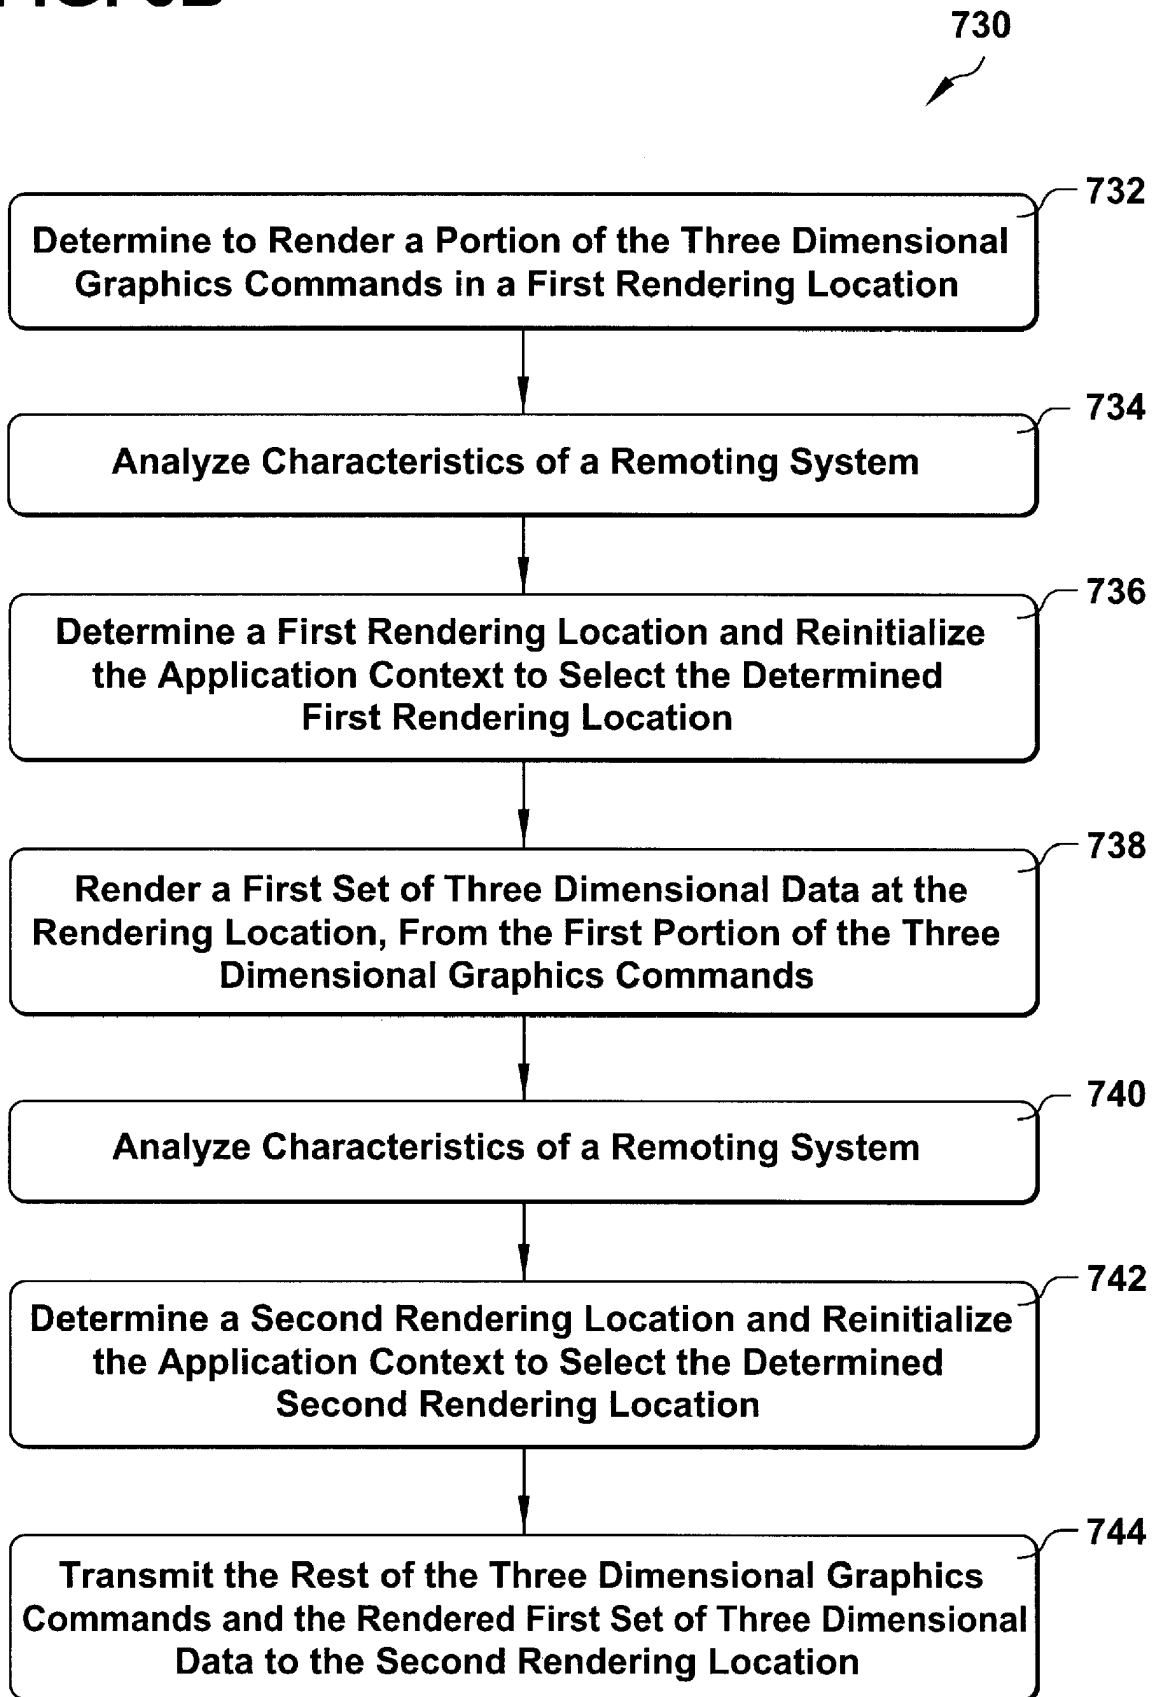 730
732
Determine to Render a Portion of the Three Dimensional
Graphics Commands in a First Rendering Location
734
Analyze Characteristics of a Remoting System
736
Determine a First Rendering Location and Reinitialize
the Application Context to Select the Determined
First Rendering Location
738
Render a First Set of Three Dimensional Data at the
Rendering Location, From the First Portion of the Three
Dimensional Graphics Commands
740
Analyze Characteristics of a Remoting System
742
Determine a Second Rendering Location and Reinitialize
the Application Context to Select the Determined
Second Rendering Location
744
Transmit the Rest of the Three Dimensional Graphics
Commands and the Rendered First Set of Three Dimensional
Data to the Second Rendering Location